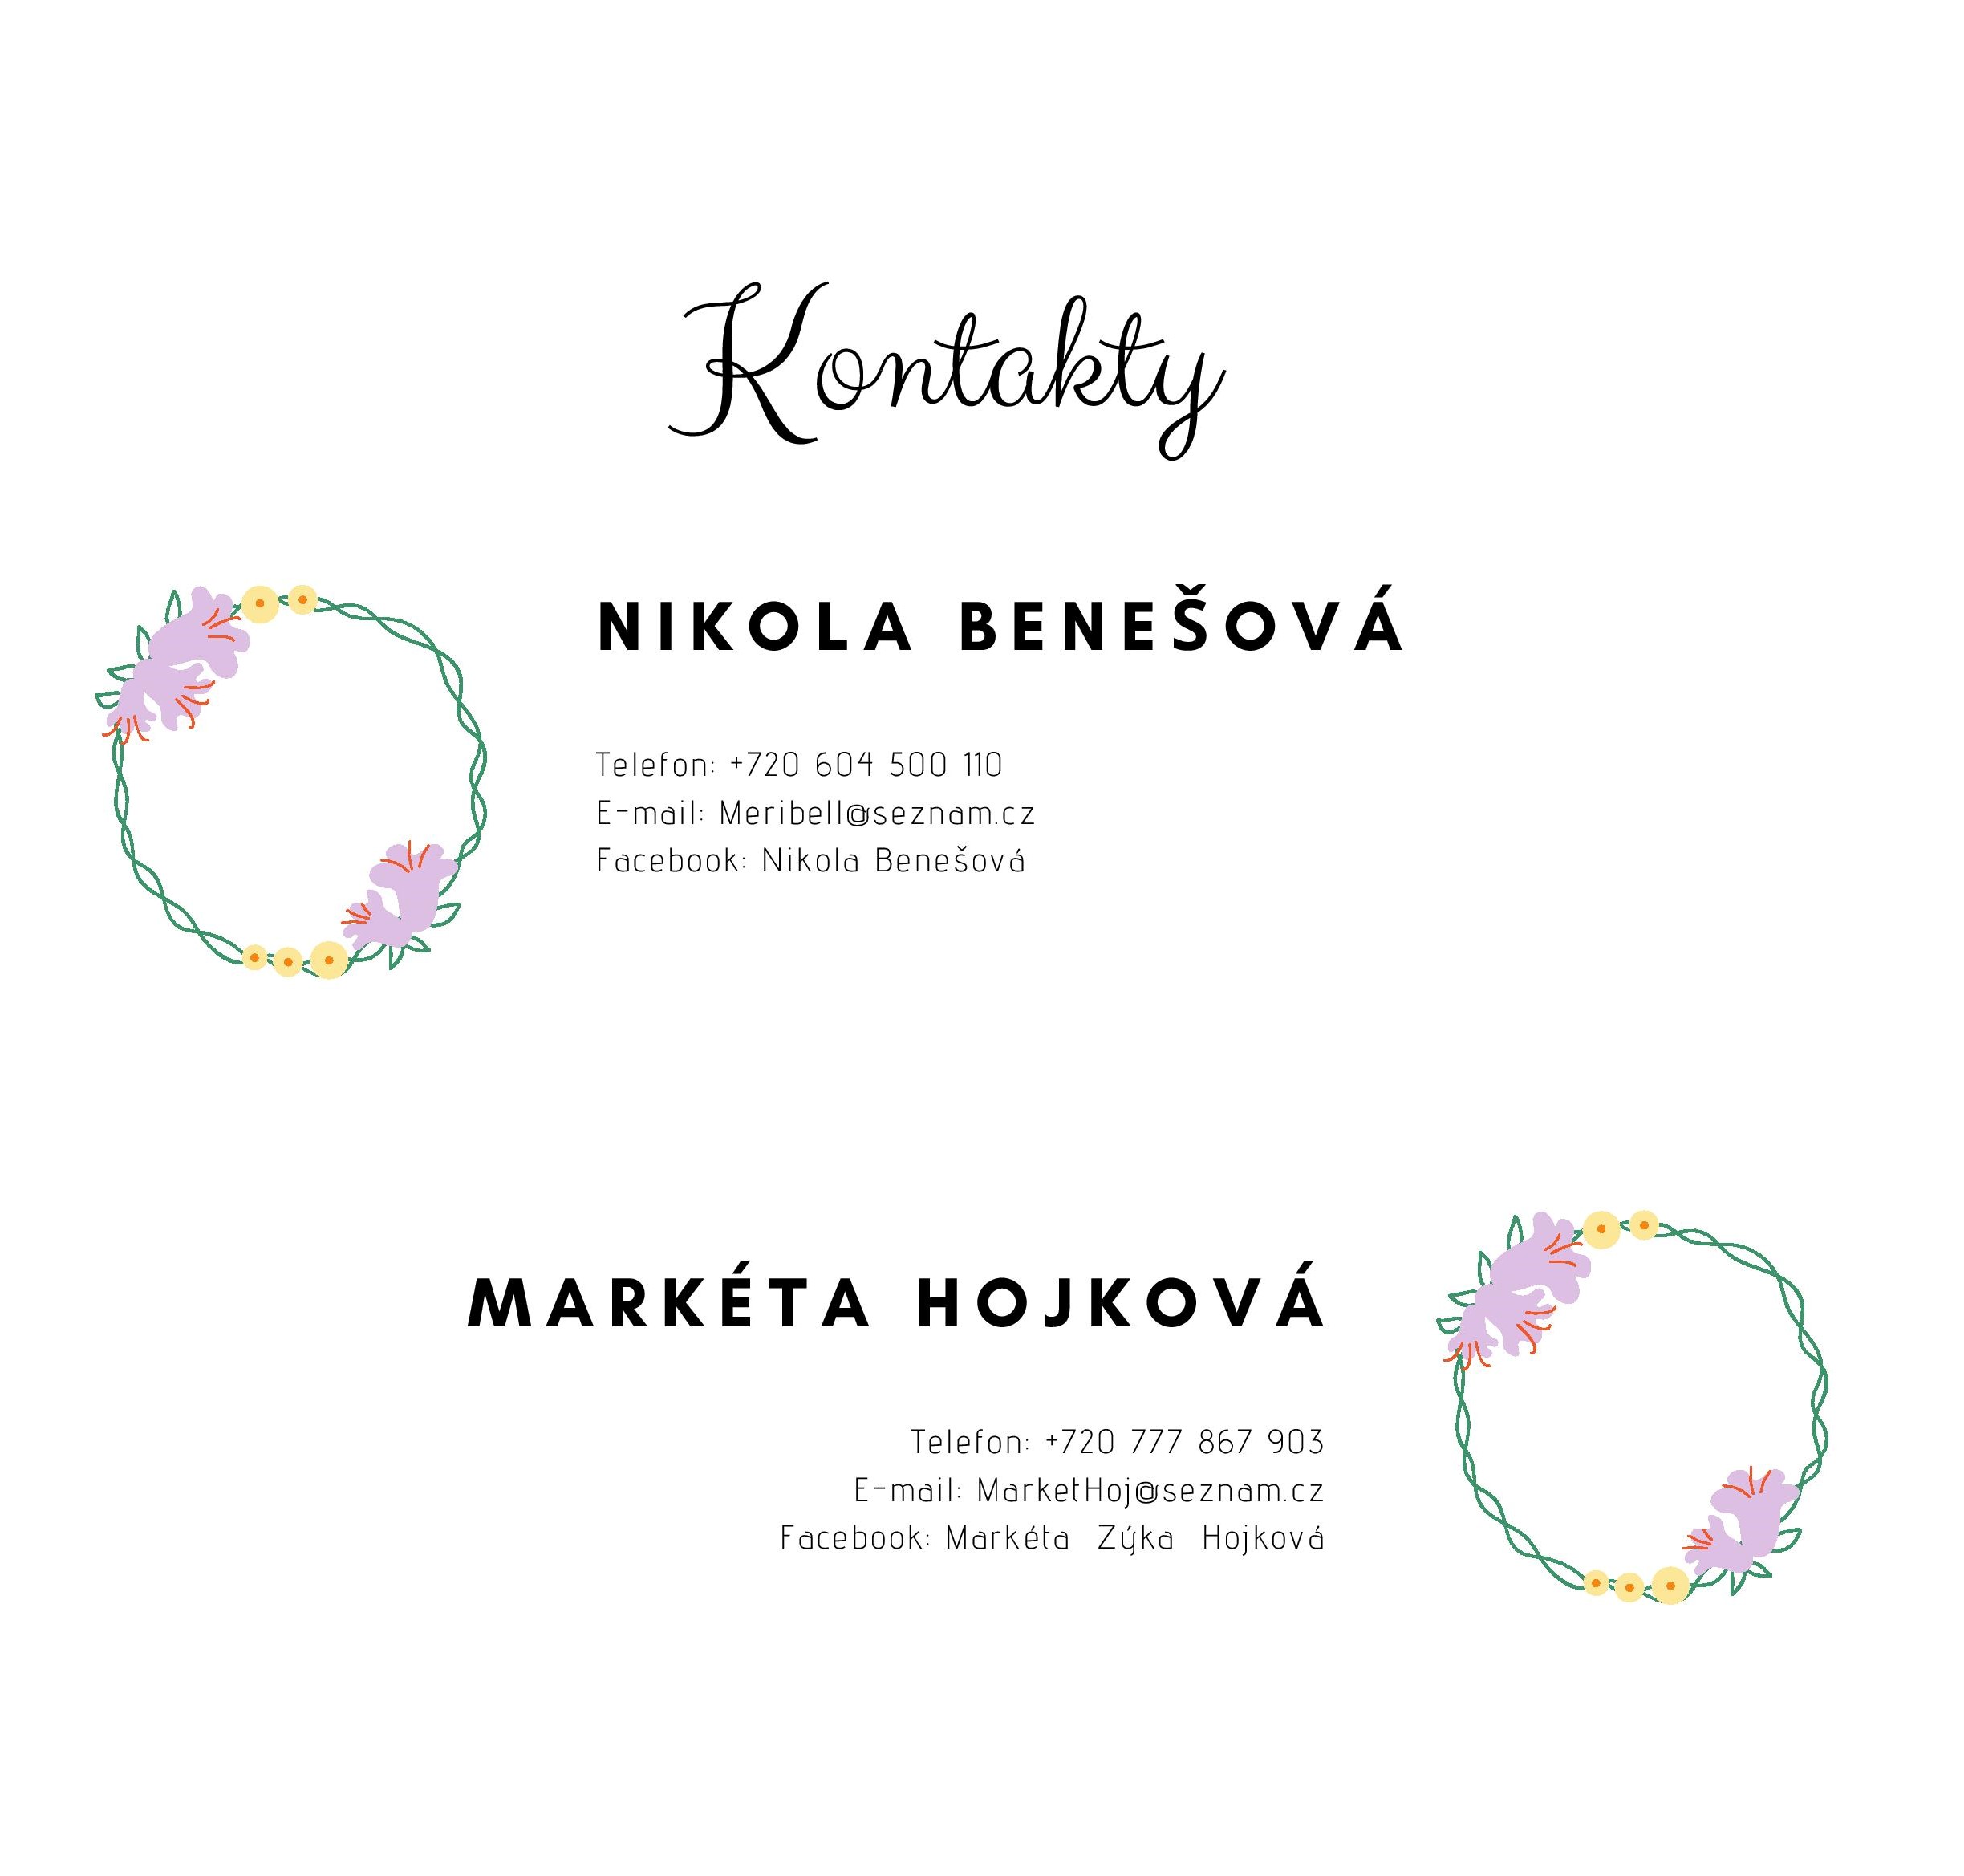 Kontakty
NIKOLA BENEŠOVÁ
Telefon: +720 604 500 110
E-mail: Meribell@seznam.cz
Facebook: Nikola Benešová
MARKÉTA HOJKOVÁ
Telefon: +720 777 867 903
E-mail: MarketHoj@seznam.cz
Facebook: Markéta Zýka Hojková